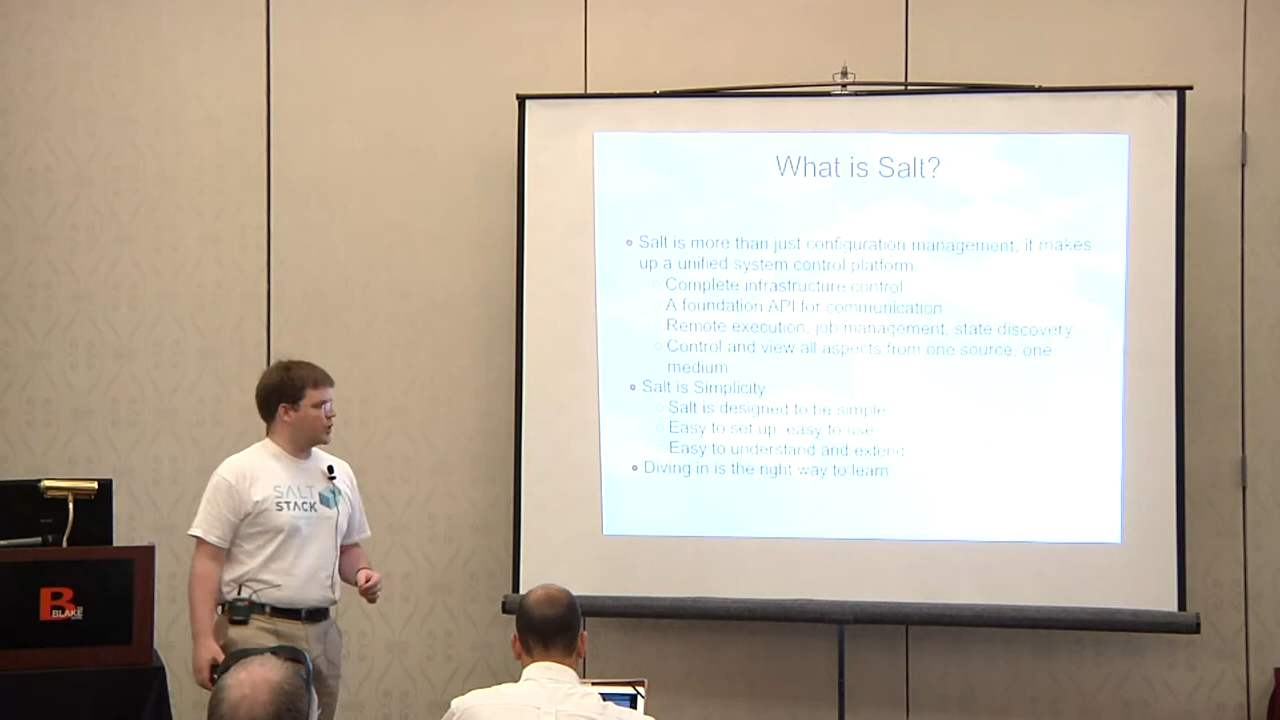 What is Salt?
Salt is more than just configuration management, it makes
up a unified system control platform
Complete infrastructure control
A foundation API for communication
Remote execution, job management, state discovery
Control and view all aspects from one source, one
medium
Salt is Simplicity
Salt is designed to be simple
Easy to set up, easy to use
Easy to understand and extend
Diving in is the right way to learn
SALT
STACK
B
BLAKE